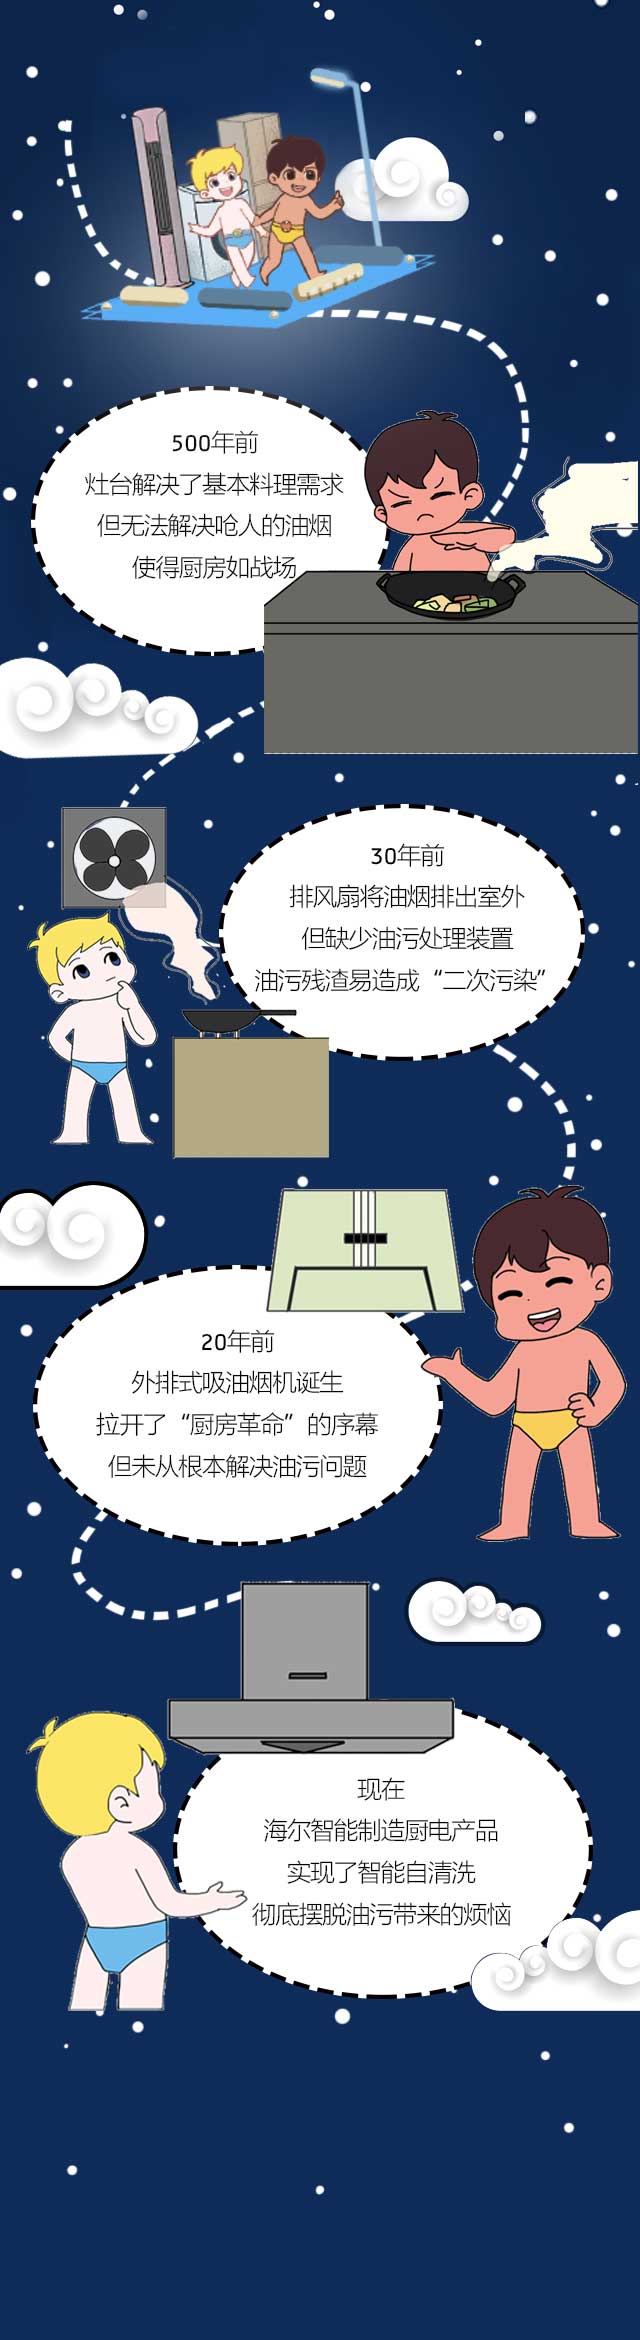 500年前
灶台解决了基本料理需求
但无法解决呛人的油烟
使得厨房如战场
30年前
排风扇将油烟排出室外
但缺少油污处理装置
油污残渣易造成“二次污染”
20年前
外排式吸油烟机诞生
拉开了“厨房革命”的序幕
但未从根本解决油污问题
现在
海尔智能制造厨电产品
实现了智能自清洗
彻底摆脱油污带来的烦恼